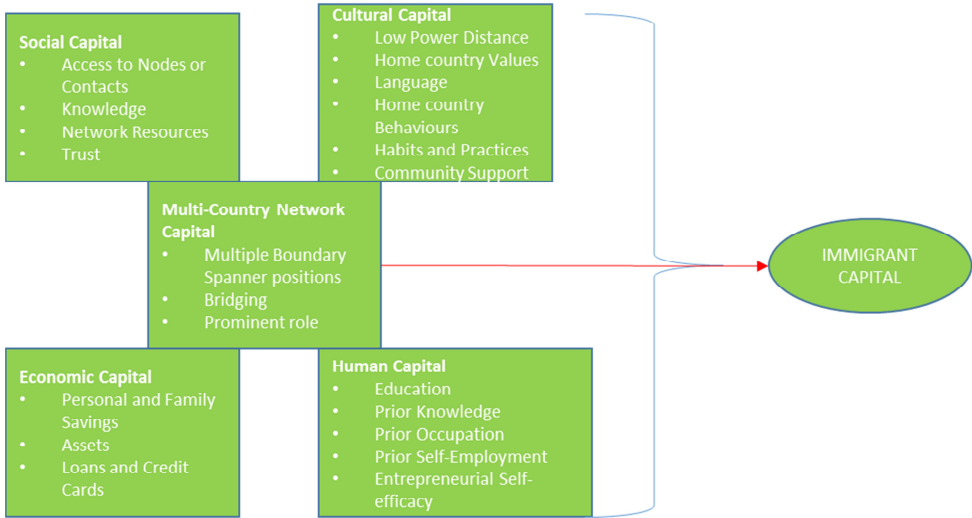 Social Capital
• Access to Nodes or
Contacts
• Knowledge
• Network Resources
• Trust
Cultural Capital
• Low Power Distance
• Home country Values
• Language
• Home country
Behaviours
• Habits and Practices
• Community Support
Multi-Country Network
Capital
• Multiple Boundary
Spanner positions
• Bridging
• Prominent role
Economic Capital
• Personal and Family
Savings
• Assets
• Loans and Credit
Cards
Human Capital
• Education
• Prior Knowledge
• Prior Occupation
• Prior Self-Employment
• Entrepreneurial Self-
efficacy
IMMIGRANT
CAPITAL